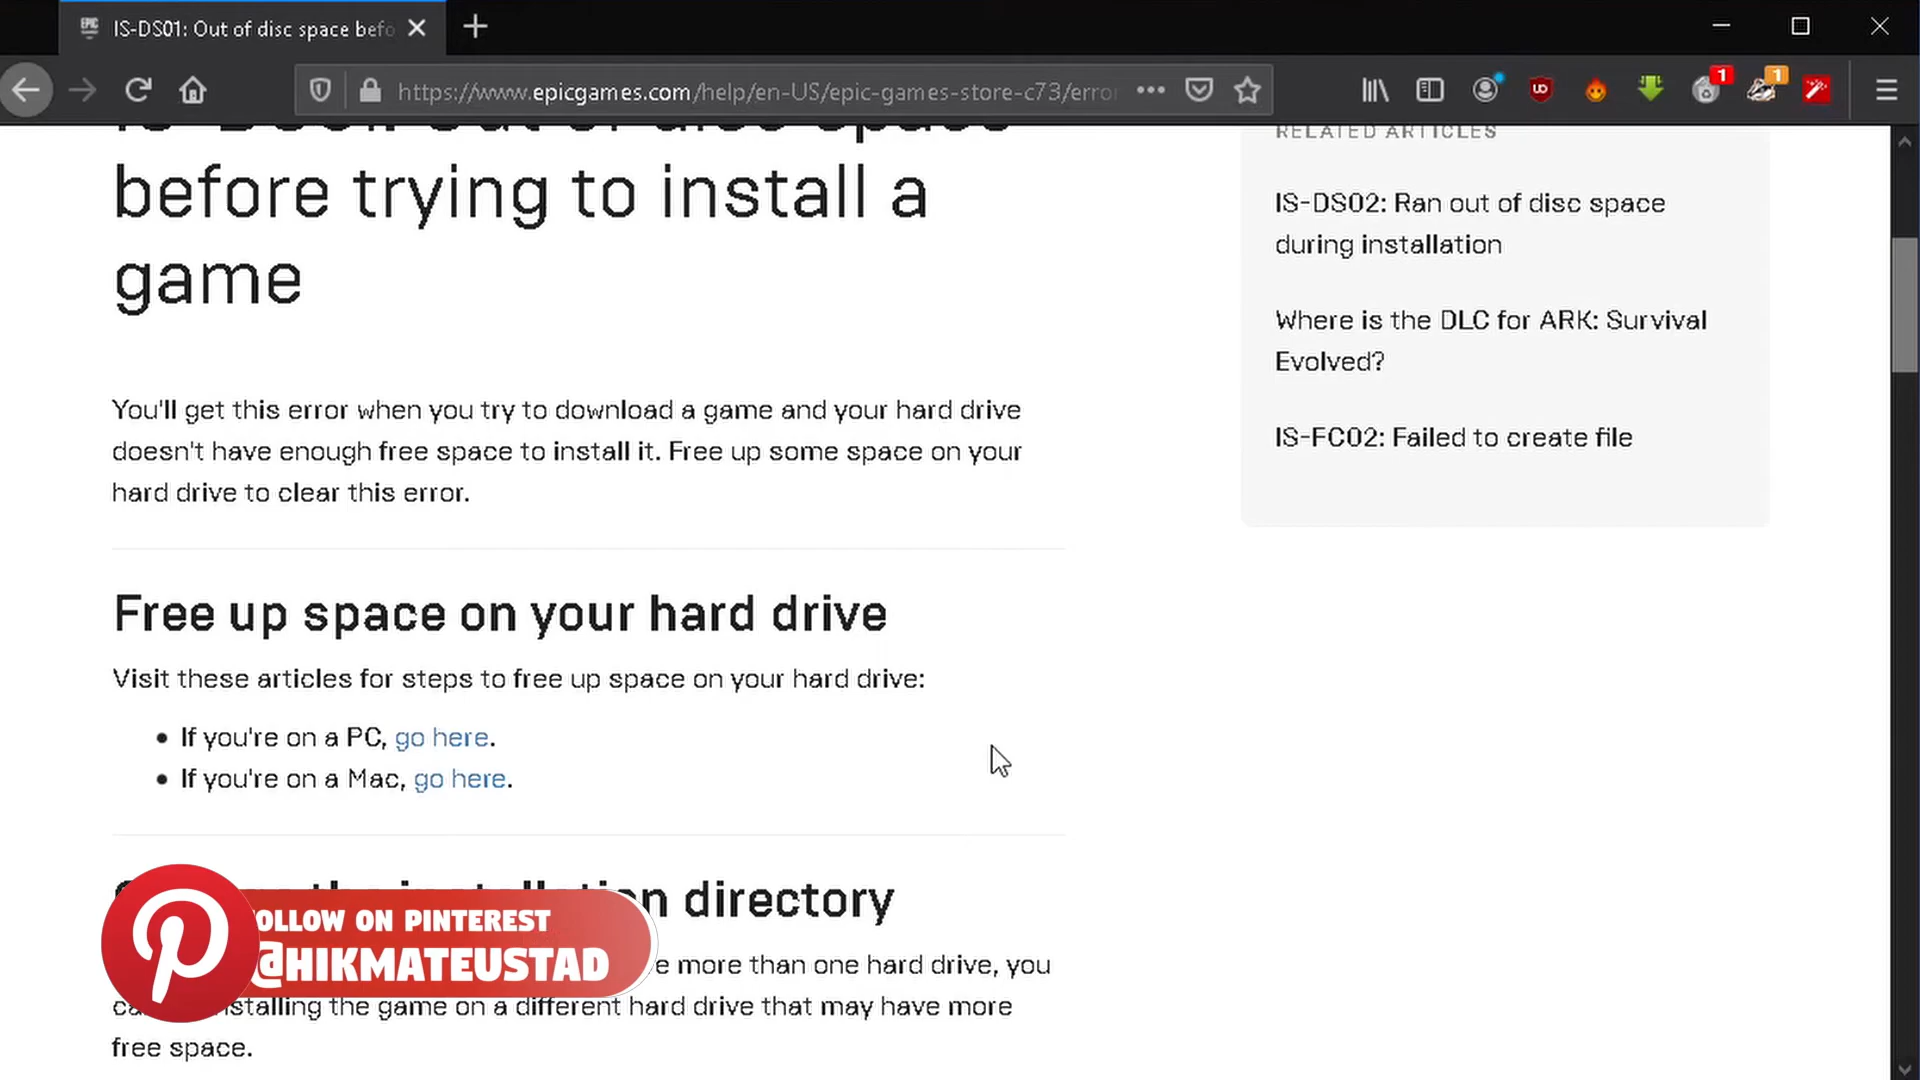 IS-DS01: Out of disc space befo
https://www.epicgames.com/help/en-US/epic-games-store-c73/error
UD
1
1
before trying to install a
game
You'll get this error when you try to download a game and your hard drive
doesn't have enough free space to install it. Free up some space on your
hard drive to clear this error.
Free up space on your hard drive
Visit these articles for steps to free up space on your hard drive:
• If you're on a PC, go here.
• If you're on a Mac, go here.
directory
more than one hard drive, you
the game on a different hard drive that may have more
free space.
RELATED ARTICLES
IS-DS02: Ran out of disc space
during installation
Where is the DLC for ARK: Survival
Evolved?
IS-FC02: Failed to create file
OLLOW ON PINTEREST
@HIKMATEUSTAD